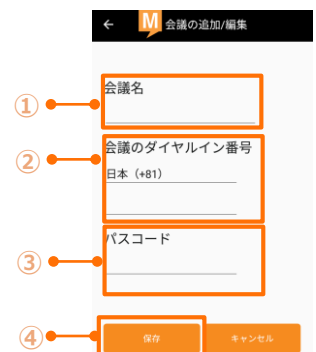 ← M 会議の追加/編集
① 会議名
② 会議のダイヤルイン番号
日本（+81）
③ パスコード
④ 保存 キャンセル